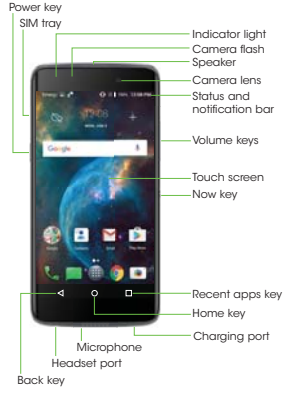 Power key
SIM tray
Indicator light
Camera flash
Speaker
Camera lens
Status and
notification bar
Google
Volume keys
Touch screen
Now key
Recent apps key
Home key
Charging port
Microphone
Headset port
Back key